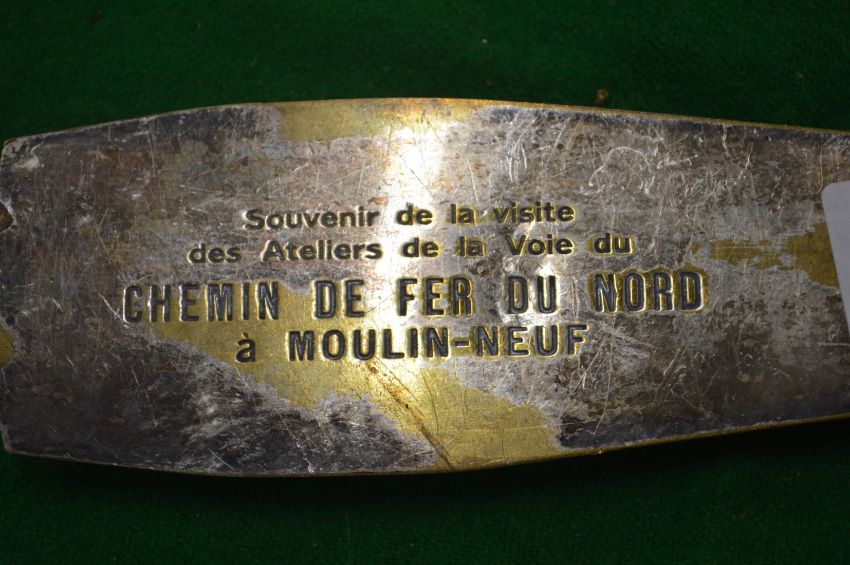 Souvenir de la visite
des Ateliers de la Voie du
CHEMIN DE FER DU NORD
à MOULIN-NEUF